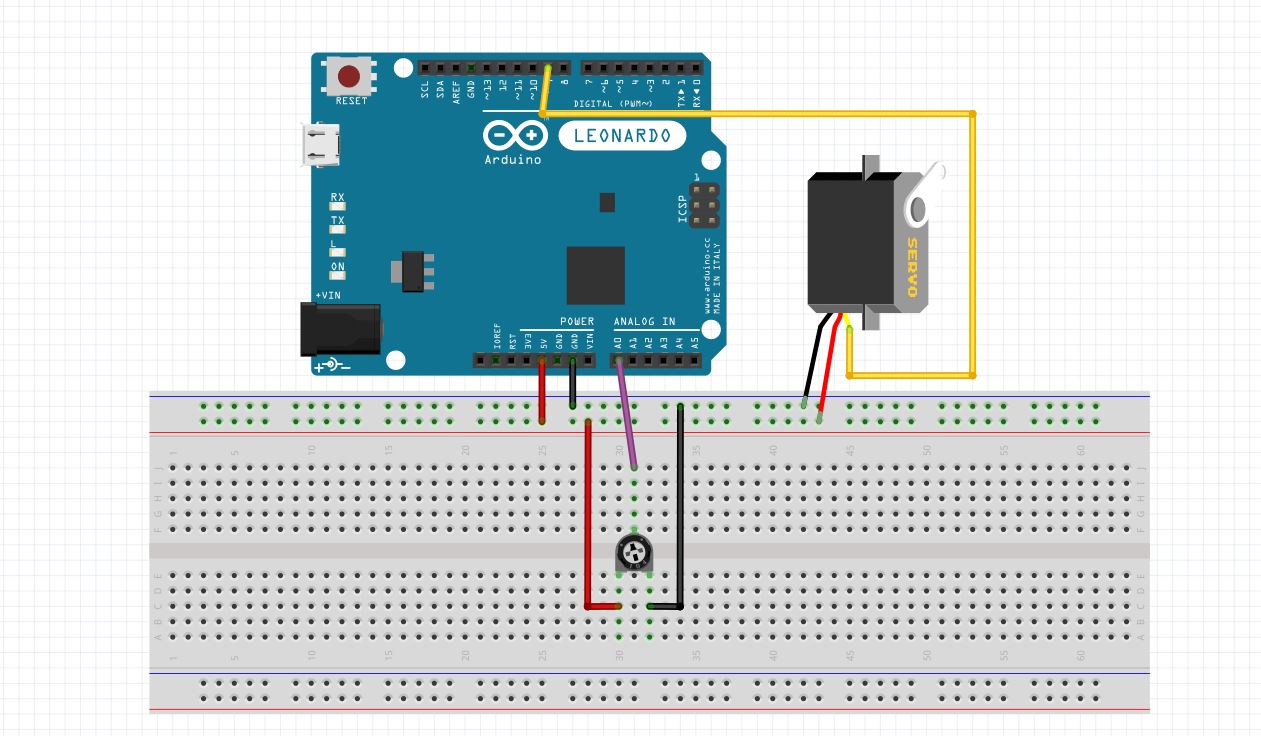 SCL SDA AREF GND ~13 12 ~11 ~10 8 7 ~6 ~5 4 ~3 2 TX▶1 RX◀0
RESET
DIGITAL (PWM~)
LEONARDO
Arduino
1
ICSP
RX
TX
L
ON
www.arduino.cc
MADE IN ITALY
SERVO
+VIN
POWER
ANALOG IN
IOREF RST 3V3 5V GND GND VIN A0 A1 A2 A3 A4 A5
+ -
1 5 10 15 20 25 30 35 40 45 50 55 60
J J
I I
H H
G G
F F
E E
D D
C C
B B
A A
1 5 10 15 20 25 30 35 40 45 50 55 60